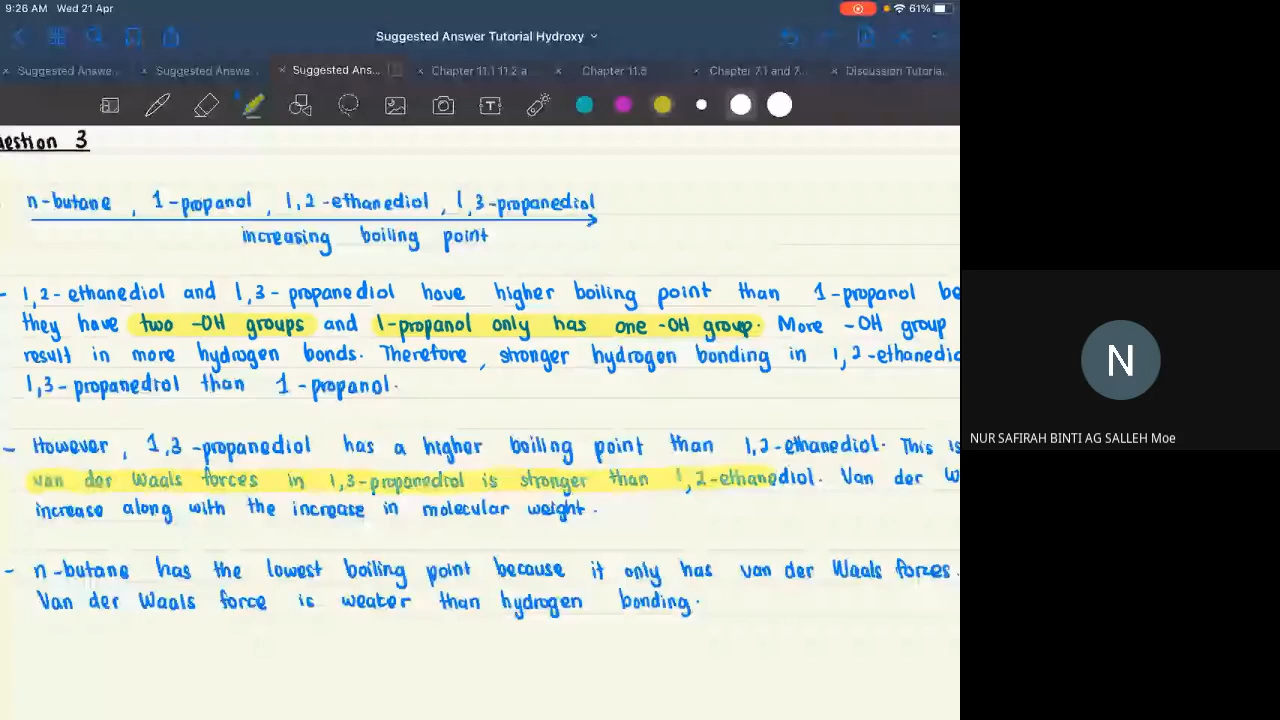 9:26 AM Wed 21 Apr
61%
Suggested Answer Tutorial Hydroxy
Suggested Answe...
Suggested Answe...
Suggested Ans...
Chapter 11.1 11.2 a...
Chapter 11.6
Chapter 7.1 and 7...
Discussion Tutoria...
estion 3
n-butane , 1-propanol , 1,2-ethanediol , 1,3-propanediol
increasing boiling point
- 1,2-ethanediol and 1,3-propanediol have higher boiling point than 1-propanol be
they have two -OH groups and 1-propanol only has one -OH group. More -OH group
result in more hydrogen bonds. Therefore, stronger hydrogen bonding in 1,2-ethanedio
1,3-propanediol than 1-propanol.
- However, 1,3-propanediol has a higher boiling point than 1,2-ethanediol. This is
van der Waals forces in 1,3-propanediol is stronger than 1,2-ethanediol. Van der W
increase along with the increase in molecular weight.
- n-butane has the lowest boiling point because it only has van der Waals forces.
Van der Waals force is weaker than hydrogen bonding.
N
NUR SAFIRAH BINTI AG SALLEH Moe